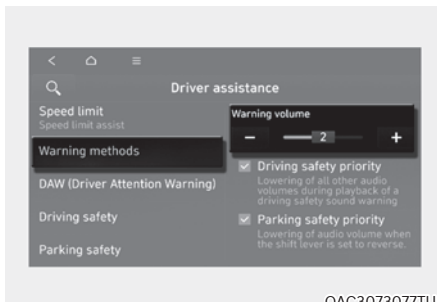 Driver assistance
Speed limit
Speed limit assist
Warning methods
DAW (Driver Attention Warning)
Driving safety
Parking safety
Warning volume
− 2 +
Driving safety priority
Lowering of all other audio
volumes during playback of a
driving safety sound warning
Parking safety priority
Lowering of audio volume when
the shift lever is set to reverse.